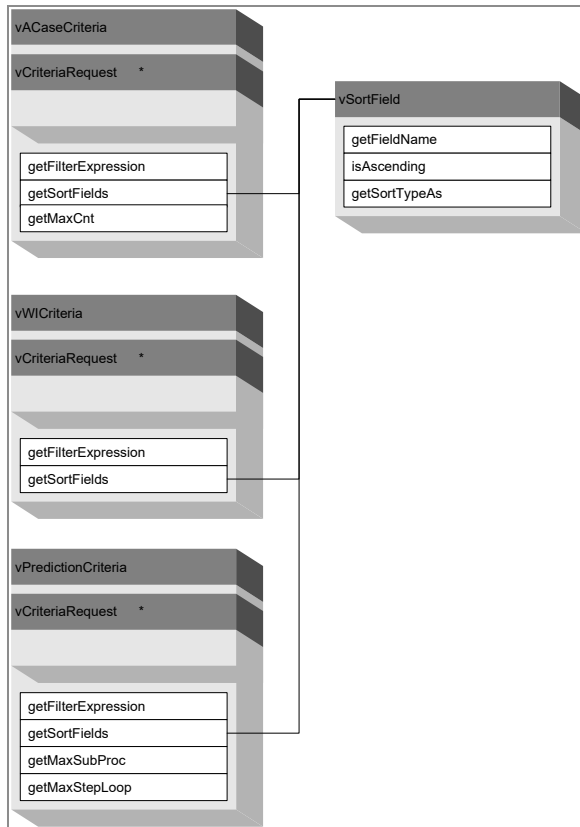 vACaseCriteria
vCriteriaRequest *
getFilterExpression
getSortFields
getMaxCnt
vSortField
getFieldName
isAscending
getSortTypeAs
vWICriteria
vCriteriaRequest *
getFilterExpression
getSortFields
vPredictionCriteria
vCriteriaRequest *
getFilterExpression
getSortFields
getMaxSubProc
getMaxStepLoop